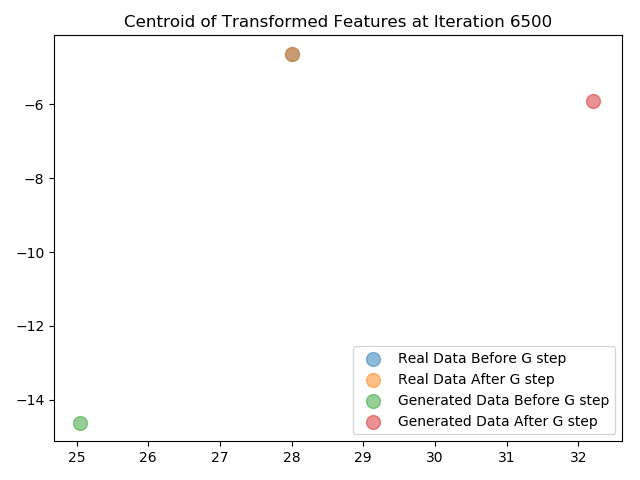 Centroid of Transformed Features at Iteration 6500
−6
−8
−10
−12
−14
25 26 27 28 29 30 31 32
Real Data Before G step
Real Data After G step
Generated Data Before G step
Generated Data After G step